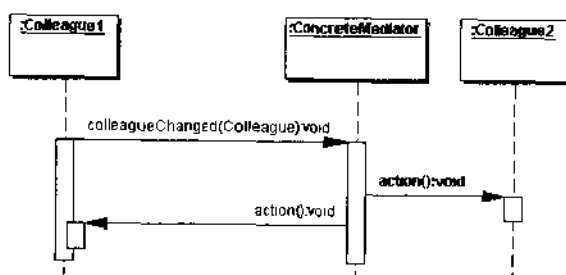 :Colleague1
:ConcreteMediator
:Colleague2
colleagueChanged(Colleague):void
action():void
action():void